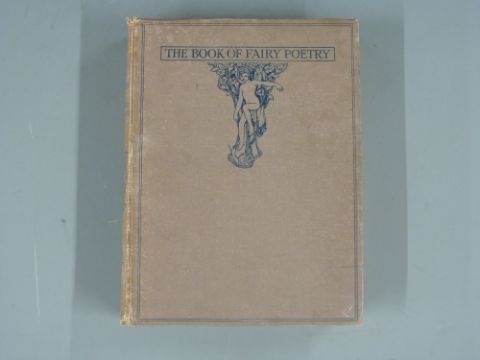 THE BOOK OF FAIRY POETRY